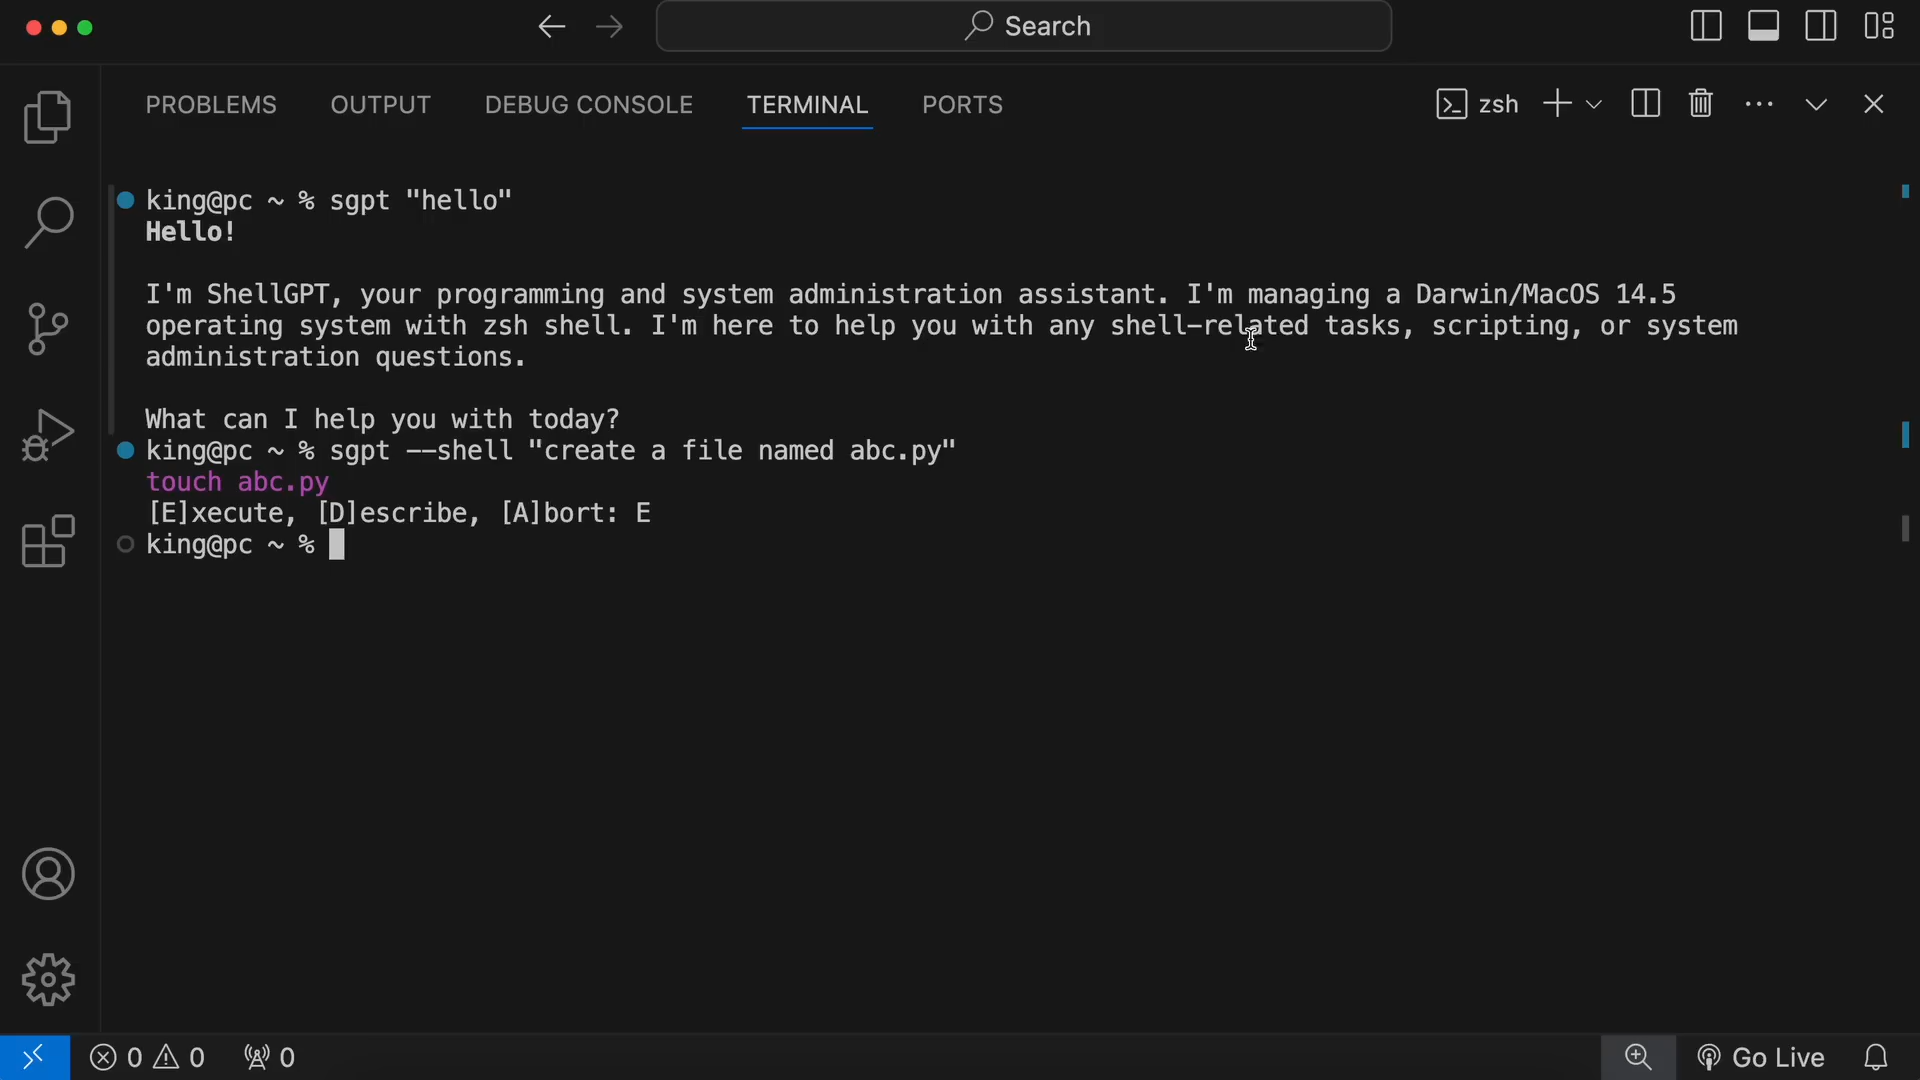 Search
PROBLEMS OUTPUT DEBUG CONSOLE TERMINAL PORTS zsh
king@pc ~ % sgpt "hello"
Hello!
I'm ShellGPT, your programming and system administration assistant. I'm managing a Darwin/MacOS 14.5
operating system with zsh shell. I'm here to help you with any shell-related tasks, scripting, or system
administration questions.
What can I help you with today?
king@pc ~ % sgpt --shell "create a file named abc.py"
touch abc.py
[E]xecute, [D]escribe, [A]bort: E
king@pc ~ %
0 0 0 Go Live